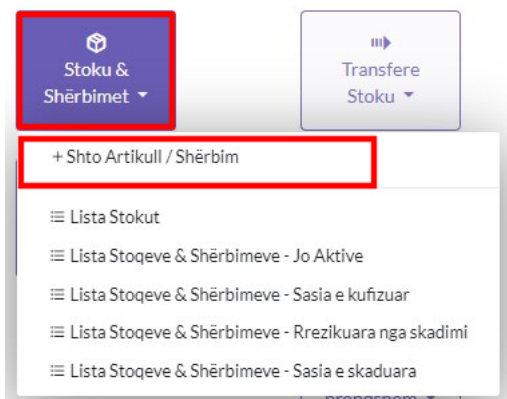 Stoku &
Shërbimet
Transfere
Stoku
+ Shto Artikull / Shërbim
Lista Stokut
Lista Stoqeve & Shërbimeve - Jo Aktive
Lista Stoqeve & Shërbimeve - Sasia e kufizuar
Lista Stoqeve & Shërbimeve - Rrezikuara nga skadimi
Lista Stoqeve & Shërbimeve - Sasia e skaduara